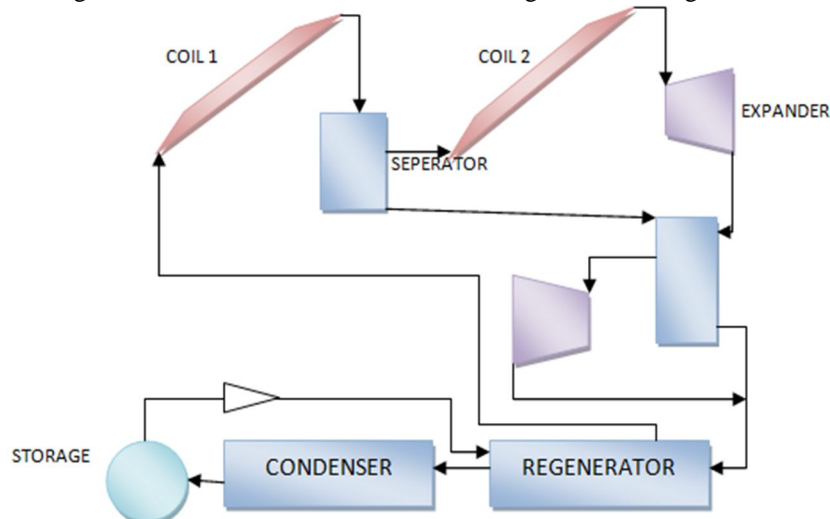 COIL 1
COIL 2
EXPANDER
SEPERATOR
STORAGE
CONDENSER
REGENERATOR